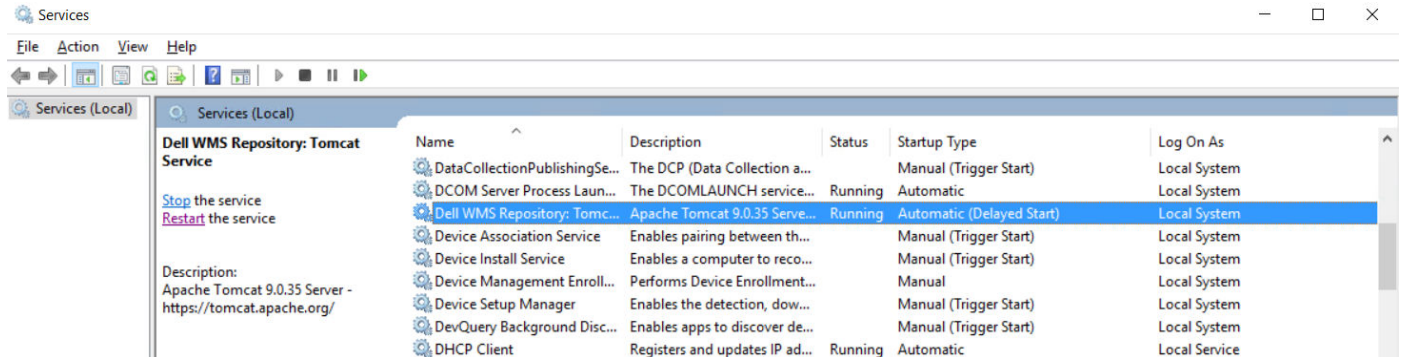 Services
File Action View Help
Services (Local)
Services (Local)
Dell WMS Repository: Tomcat
Service
Stop the service
Restart the service
Description:
Apache Tomcat 9.0.35 Server -
https://tomcat.apache.org/
Name Description Status Startup Type Log On As
DataCollectionPublishingSe... The DCP (Data Collection a... Manual (Trigger Start) Local System
DCOM Server Process Laun... The DCOMLAUNCH service... Running Automatic Local System
Dell WMS Repository: Tomc... Apache Tomcat 9.0.35 Serve... Running Automatic (Delayed Start) Local System
Device Association Service Enables pairing between th... Manual (Trigger Start) Local System
Device Install Service Enables a computer to reco... Manual (Trigger Start) Local System
Device Management Enroll... Performs Device Enrollment... Manual Local System
Device Setup Manager Enables the detection, dow... Manual (Trigger Start) Local System
DevQuery Background Disc... Enables apps to discover de... Manual (Trigger Start) Local System
DHCP Client Registers and updates IP ad... Running Automatic Local Service